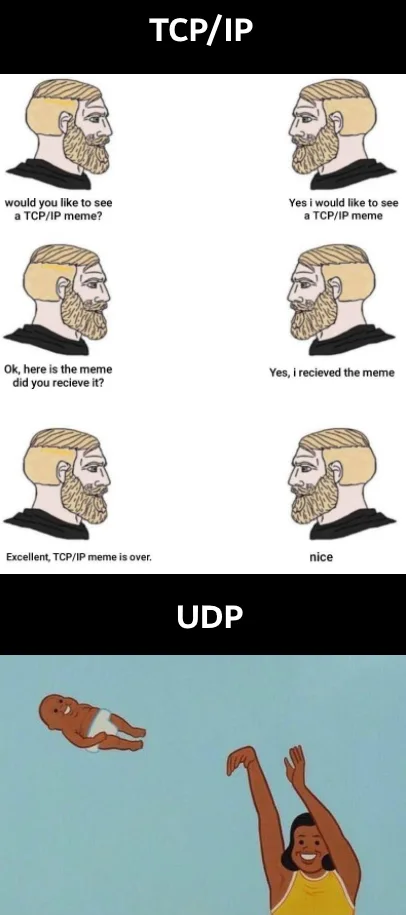 TCP/IP
would you like to see
a TCP/IP meme?
Yes i would like to see
a TCP/IP meme
Ok, here is the meme
did you recieve it?
Yes, i recieved the meme
Excellent, TCP/IP meme is over.
nice
UDP